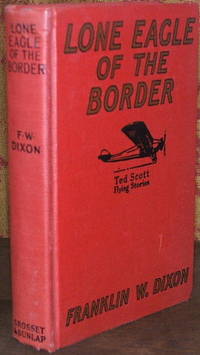 LONE
EAGLE
OF THE
BORDER
F.W.
DIXON
GROSSET
& DUNLAP
LONE EAGLE
OF THE
BORDER
Ted Scott
Flying Stories
FRANKLIN W. DIXON